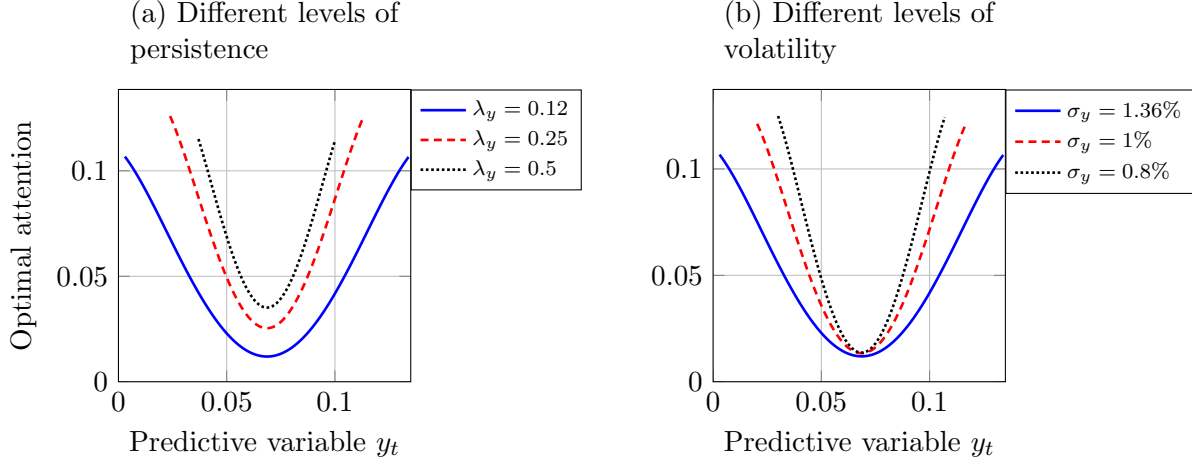 (a) Different levels of
persistence
Optimal attention
0.1
0.05
0
0
0.05
0.1
Predictive variable yₜ
λ_y = 0.12
λ_y = 0.25
λ_y = 0.5
(b) Different levels of
volatility
0.1
0.05
0
0
0.05
0.1
Predictive variable yₜ
σ_y = 1.36%
σ_y = 1%
σ_y = 0.8%